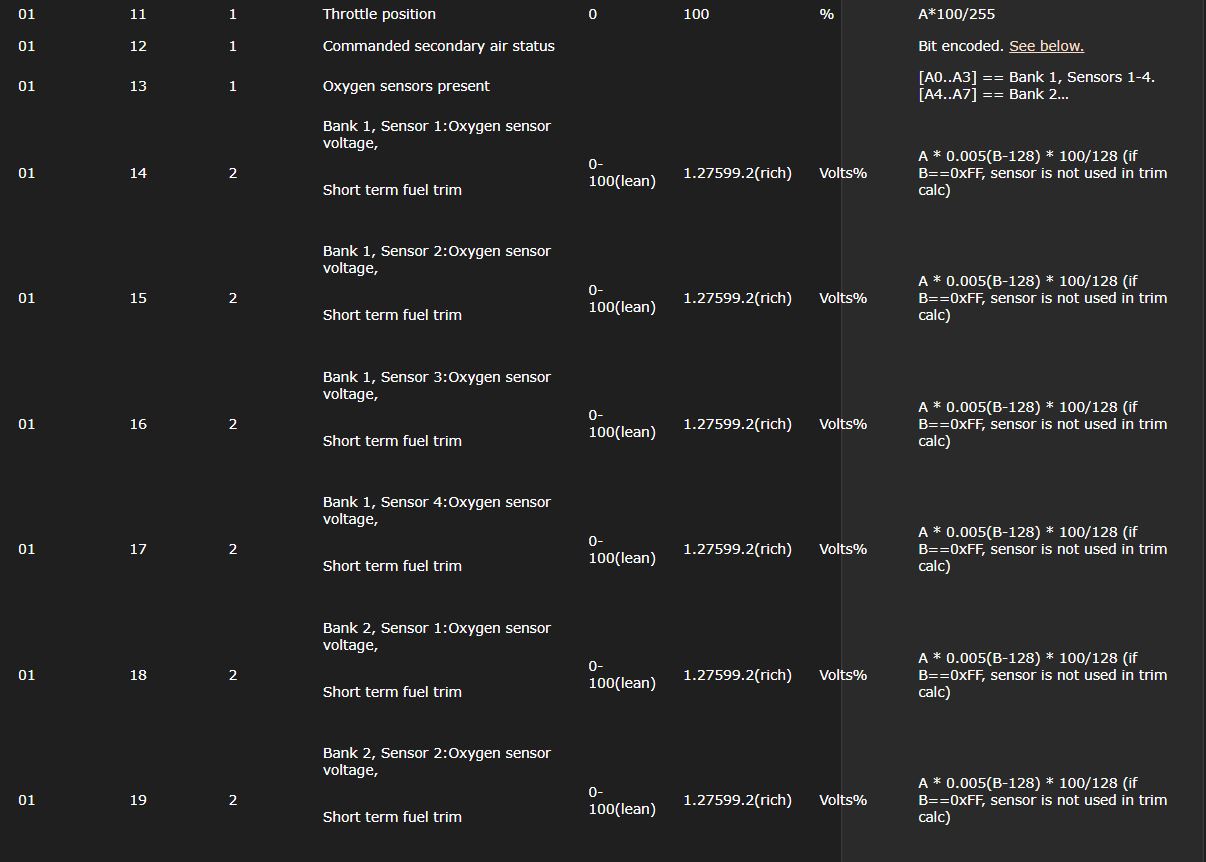 01 11 1 Throttle position 0 100 % A*100/255
01 12 1 Commanded secondary air status Bit encoded. See below.
01 13 1 Oxygen sensors present [A0..A3] == Bank 1, Sensors 1-4.
[A4..A7] == Bank 2...
Bank 1, Sensor 1:Oxygen sensor
voltage,
Short term fuel trim
01 14 2 0-
100(lean) 1.27599.2(rich) Volts% A * 0.005(B-128) * 100/128 (if
B==0xFF, sensor is not used in trim
calc)
Bank 1, Sensor 2:Oxygen sensor
voltage,
Short term fuel trim
01 15 2 0-
100(lean) 1.27599.2(rich) Volts% A * 0.005(B-128) * 100/128 (if
B==0xFF, sensor is not used in trim
calc)
Bank 1, Sensor 3:Oxygen sensor
voltage,
Short term fuel trim
01 16 2 0-
100(lean) 1.27599.2(rich) Volts% A * 0.005(B-128) * 100/128 (if
B==0xFF, sensor is not used in trim
calc)
Bank 1, Sensor 4:Oxygen sensor
voltage,
Short term fuel trim
01 17 2 0-
100(lean) 1.27599.2(rich) Volts% A * 0.005(B-128) * 100/128 (if
B==0xFF, sensor is not used in trim
calc)
Bank 2, Sensor 1:Oxygen sensor
voltage,
Short term fuel trim
01 18 2 0-
100(lean) 1.27599.2(rich) Volts% A * 0.005(B-128) * 100/128 (if
B==0xFF, sensor is not used in trim
calc)
Bank 2, Sensor 2:Oxygen sensor
voltage,
Short term fuel trim
01 19 2 0-
100(lean) 1.27599.2(rich) Volts% A * 0.005(B-128) * 100/128 (if
B==0xFF, sensor is not used in trim
calc)